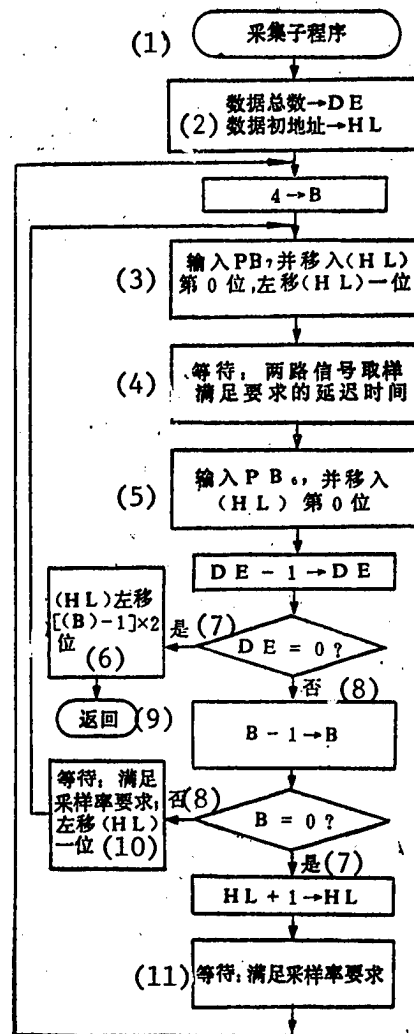 (1) 采集子程序
数据总数→DE
(2) 数据初地址→HL
4→B
输入PB₇并移入(HL)
(3) 第0位,左移(HL)一位
(4) 等待：两路信号取样
满足要求的延迟时间
输入PB₆,并移入
(5) (HL)第0位
DE-1→DE
(HL)左移
[(B)-1]×2
位
(6)
是(7)
DE=0?
否 (8)
返回 (9)
B-1→B
等待：满足
采样率要求;
左移(HL)
一位(10)
否(8)
B=0?
是(7)
HL+1→HL
(11) 等待;满足采样率要求